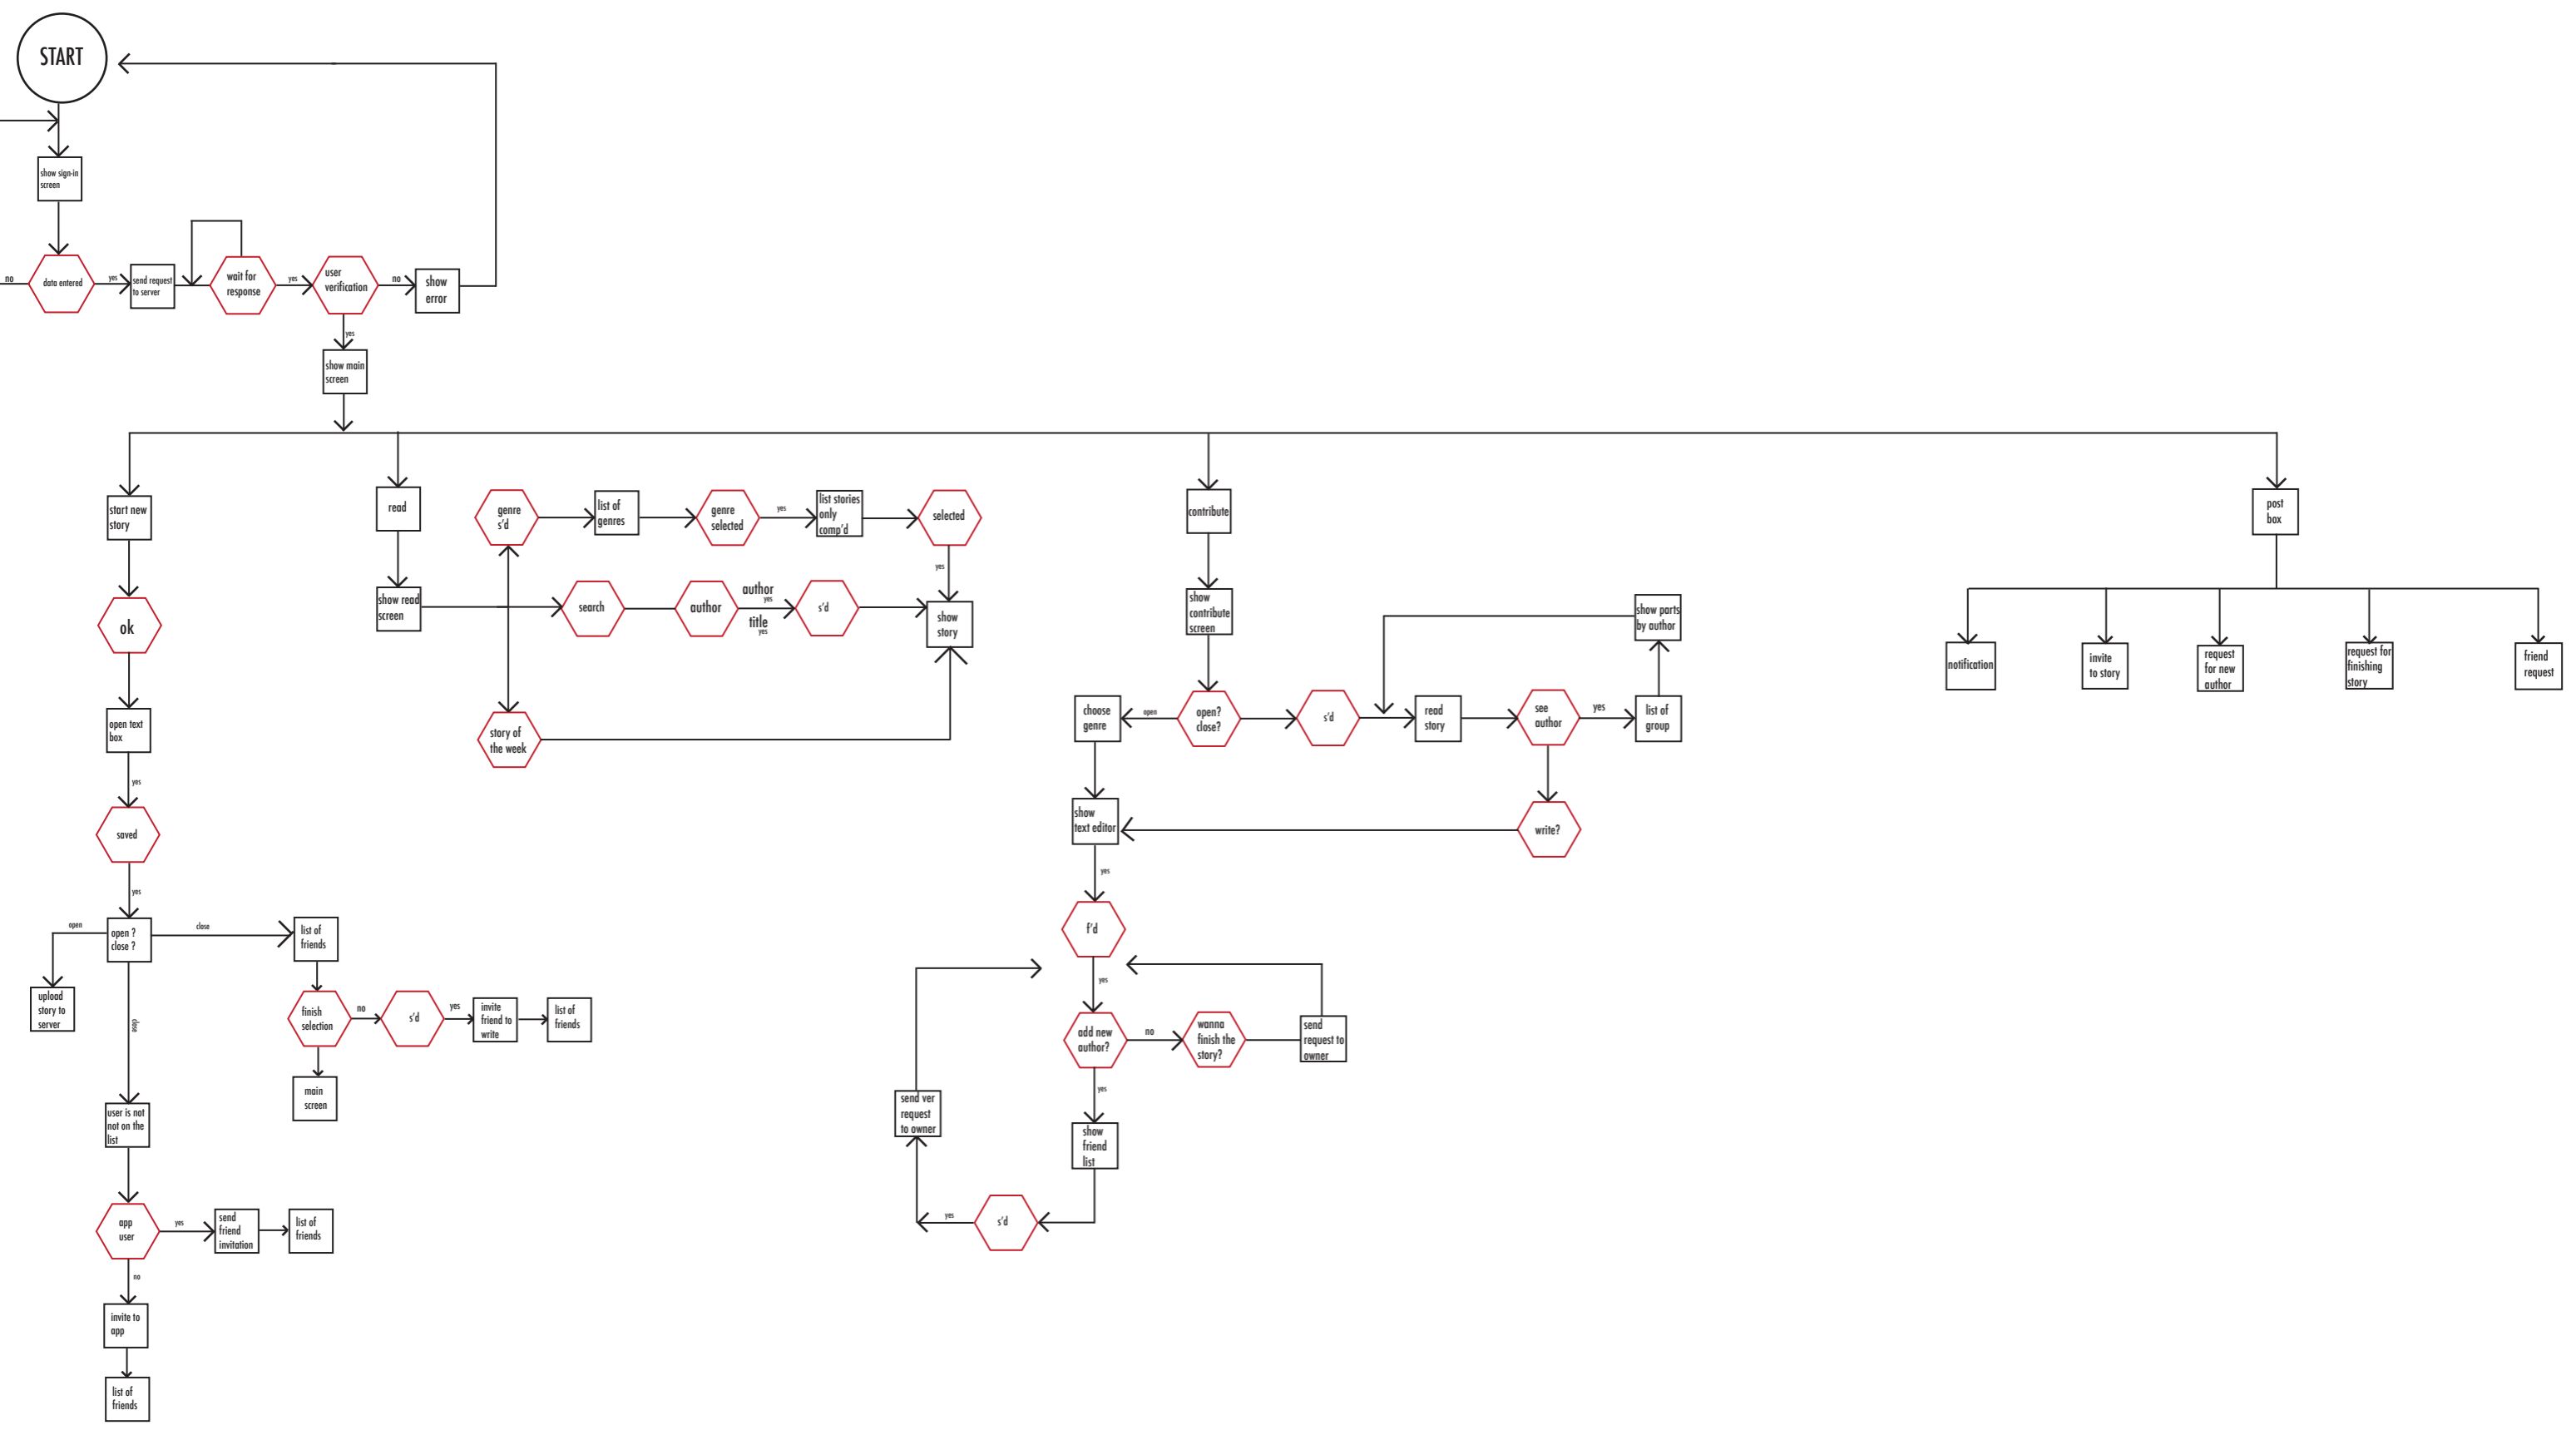 START
show sign-in
screen
no
data entered
yes
send request
to server
wait for
response
yes
user
verification
no
show
error
yes
show main
screen
start new
story
ok
open text
box
yes
saved
yes
open
open ?
close ?
close
upload
story to
server
close
list of
friends
finish
selection
no
s'd
yes
invite
friend to
write
list of
friends
main
screen
user is not
not on the
list
app
user
yes
send
friend
invitation
list of
friends
no
invite to
app
list of
friends
read
show read
screen
genre
s'd
list of
genres
genre
selected
yes
list stories
only
comp'd
selected
yes
search
author
author
yes
title
yes
s'd
show
story
story of
the week
contribute
show
contribute
screen
choose
genre
open
open?
close?
s'd
read
story
see
author
yes
list of
group
show parts
by author
show
text editor
write?
yes
f'd
yes
add new
author?
no
wanna
finish the
story?
send
request to
owner
yes
show
friend
list
s'd
yes
send ver
request
to owner
post
box
notification
invite
to story
request
for new
author
request for
finishing
story
friend
request